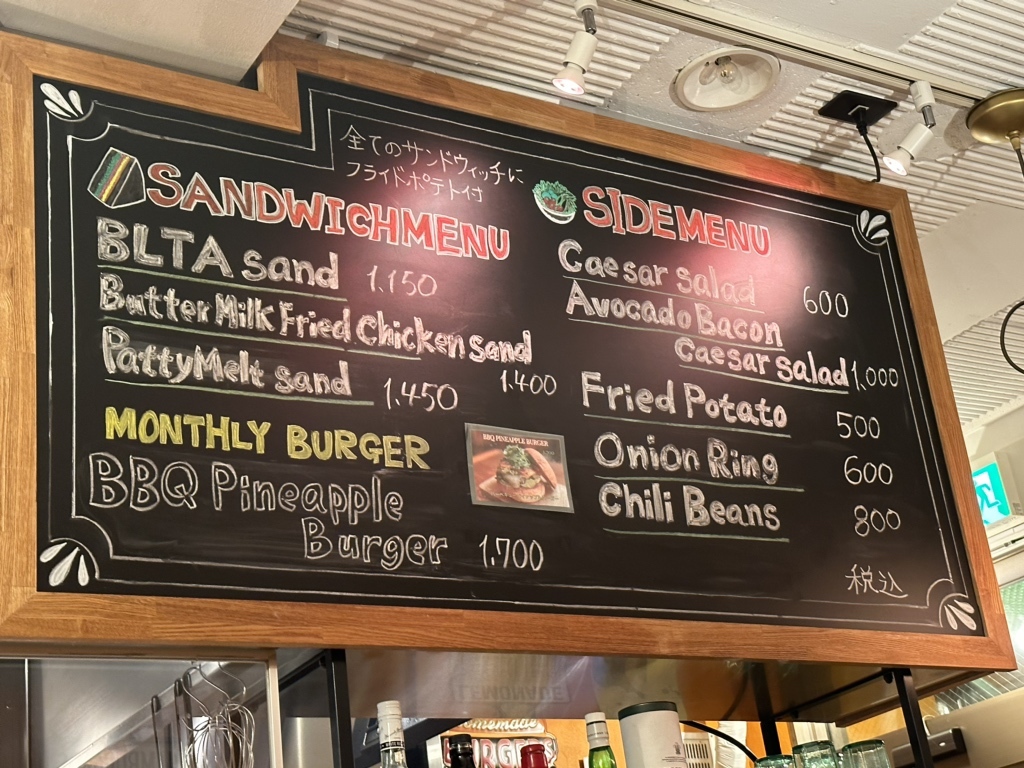 全てのサンドウィッチに
フライドポテト付
SANDWICHMENU
BLTA sand 1.150
Butter Milk Fried Chicken sand
1.400
PattyMelt sand 1.450
MONTHLY BURGER
BBQ PINEAPPLE BURGER
BBQ Pineapple
Burger 1.700
SIDEMENU
Caesar salad 600
Avocado Bacon
Caesar salad 1.000
Fried Potato 500
Onion Ring 600
Chili Beans 800
税込
LEMONADE
Homemade